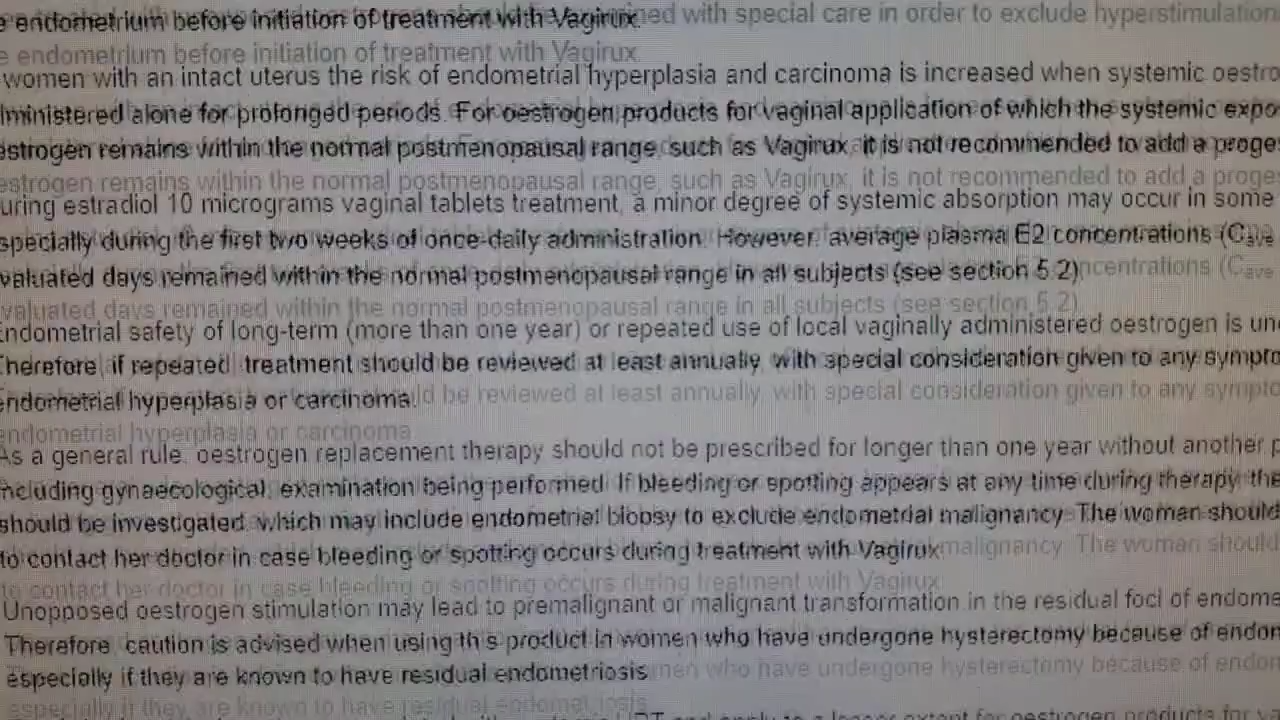 endometrium before initiation of treatment with Vagirux.
women with an intact uterus the risk of endometrial hyperplasia and carcinoma is increased when systemic oestro
ministered alone for prolonged periods. For oestrogen products for vaginal application of which the systemic expo
estrogen remains within the normal postmenopausal range, such as Vagirux, it is not recommended to add a proge
uring estradiol 10 micrograms vaginal tablets treatment, a minor degree of systemic absorption may occur in some
specially during the first two weeks of once-daily administration. However, average plasma E2 concentrations (Cave
valuated days remained within the normal postmenopausal range in all subjects (see section 5.2).
Endometrial safety of long-term (more than one year) or repeated use of local vaginally administered oestrogen is un
Therefore, if repeated, treatment should be reviewed at least annually, with special consideration given to any sympto
endometrial hyperplasia or carcinoma.
As a general rule, oestrogen replacement therapy should not be prescribed for longer than one year without another p
including gynaecological, examination being performed. If bleeding or spotting appears at any time during therapy, the
should be investigated, which may include endometrial biopsy to exclude endometrial malignancy. The woman should
to contact her doctor in case bleeding or spotting occurs during treatment with Vagirux.
Unopposed oestrogen stimulation may lead to premalignant or malignant transformation in the residual foci of endome
Therefore, caution is advised when using this product in women who have undergone hysterectomy because of endom
especially if they are known to have residual endometriosis.